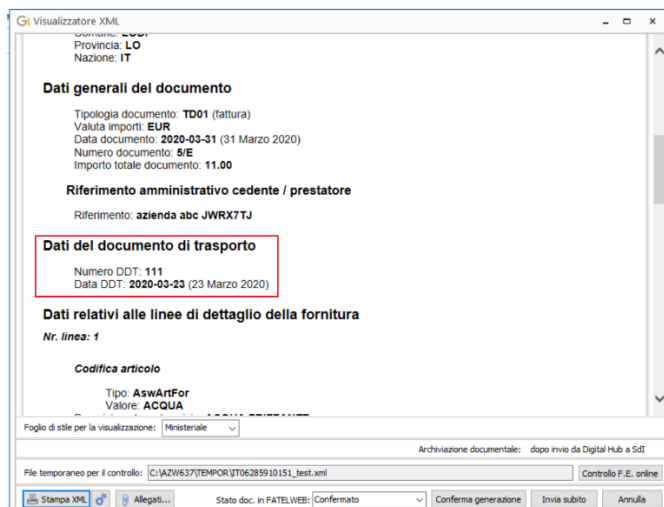 Visualizzatore XML
Provincia: LO
Nazione: IT
Dati generali del documento
Tipologia documento: TD01 (fattura)
Valuta importi: EUR
Data documento: 2020-03-31 (31 Marzo 2020)
Numero documento: 5/E
Importo totale documento: 11.00
Riferimento amministrativo cedente / prestatore
Riferimento: azienda abc JWRX7TJ
Dati del documento di trasporto
Numero DDT: 111
Data DDT: 2020-03-23 (23 Marzo 2020)
Dati relativi alle linee di dettaglio della fornitura
Nr. linea: 1
Codifica articolo
Tipo: AswArtFor
Valore: ACQUA
Foglio di stile per la visualizzazione: Ministeriale
Archiviazione documentale: dopo invio da Digital Hub a SdI
File temporaneo per il controllo: C:\AZW637\TEMPOR\IT06285910151_test.xml Controllo F.E. online
Stampa XML Allegati... Stato doc. in FATELWEB: Confermato Conferma generazione Invia subito Annulla